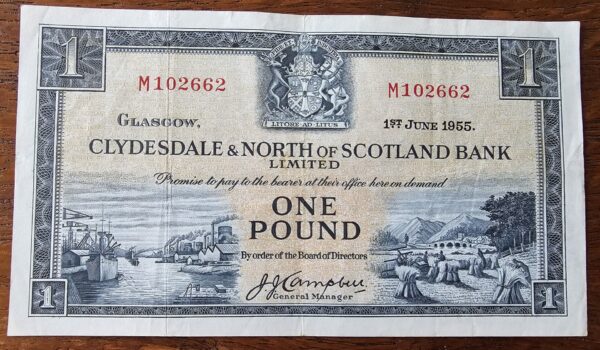 1 1
M102662 M102662
LITORE AD LITUS
GLASGOW, 1ST JUNE 1955.
CLYDESDALE & NORTH OF SCOTLAND BANK
LIMITED
Promise to pay to the bearer at their office here on demand
ONE
POUND
By order of the Board of Directors
J.J. Campbell
General Manager
1 1